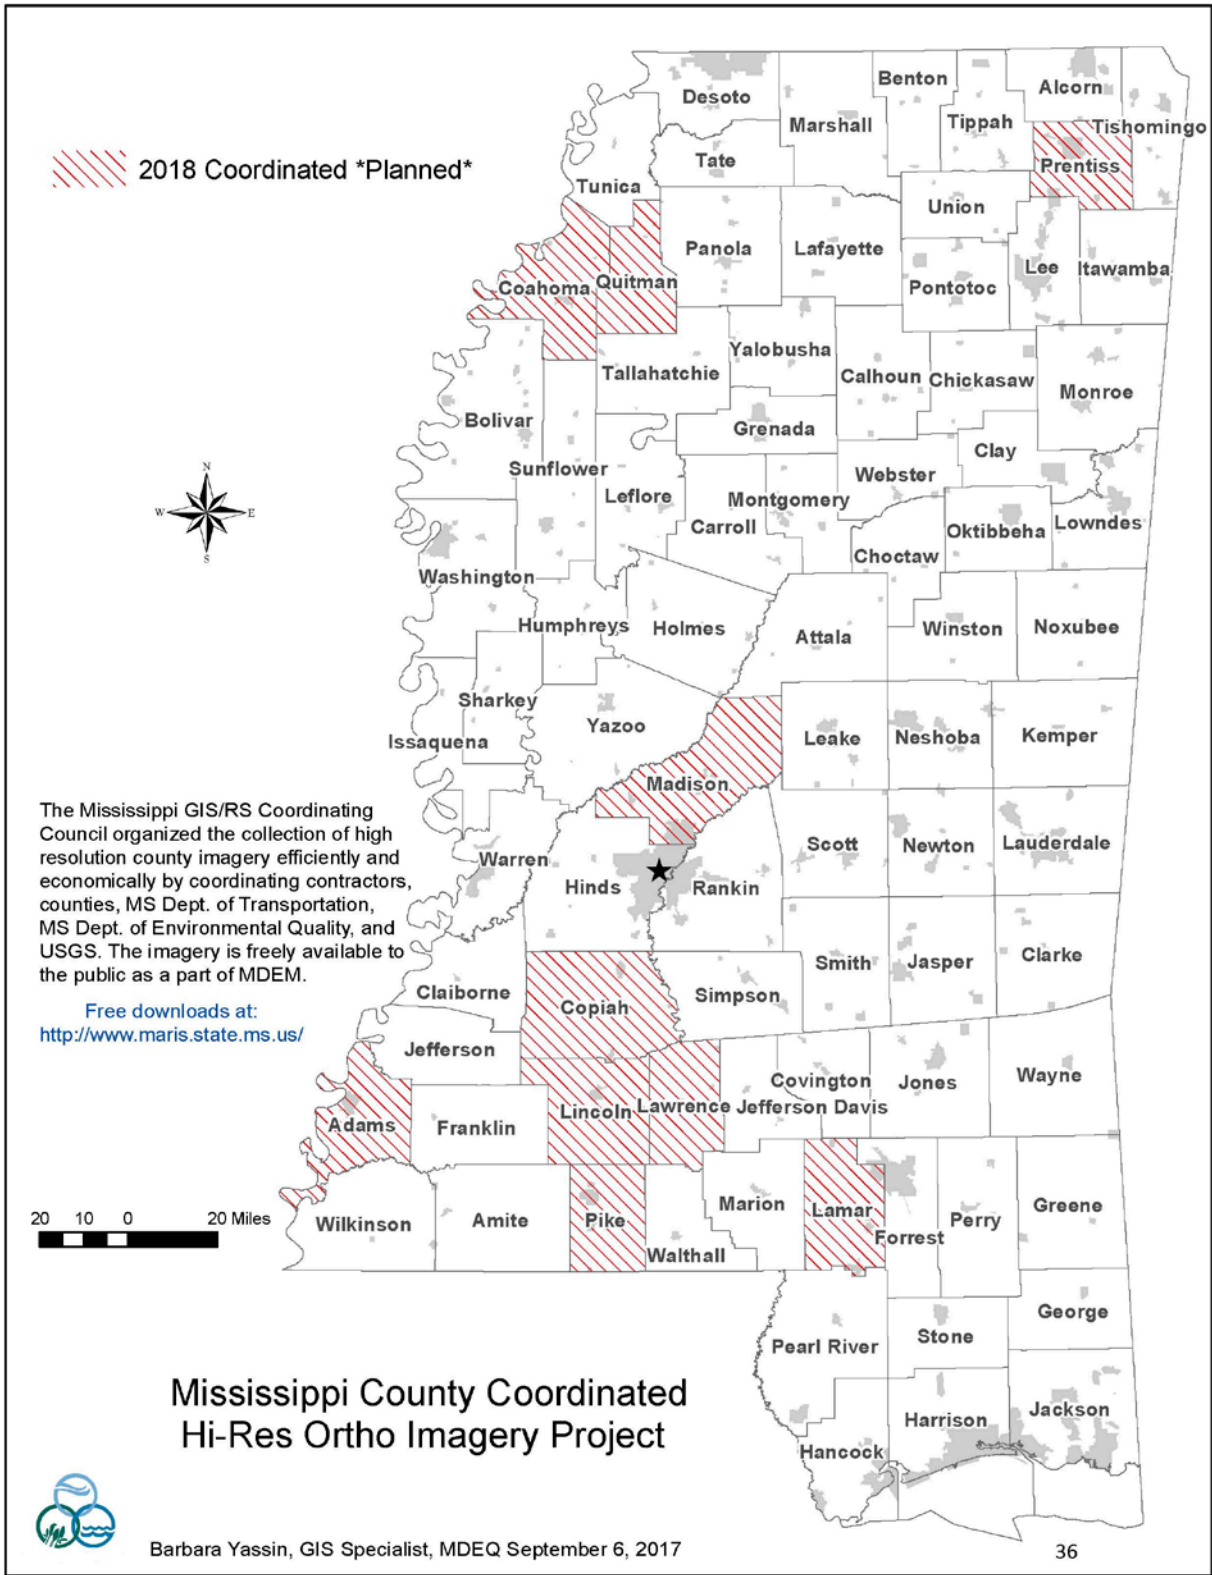 Desoto
Benton
Alcorn
Marshall
Tippah
Tishomingo
2018 Coordinated *Planned*
Tate
Prentiss
Tunica
Union
Panola
Lafayette
Lee
Itawamba
Coahoma
Quitman
Pontotoc
Yalobusha
Tallahatchie
Calhoun
Chickasaw
Monroe
Bolivar
Grenada
Clay
N
W
E
S
Sunflower
Webster
Leflore
Montgomery
Carroll
Oktibbeha
Lowndes
Choctaw
Washington
Humphreys
Holmes
Attala
Winston
Noxubee
Sharkey
Yazoo
Issaquena
Leake
Neshoba
Kemper
Madison
The Mississippi GIS/RS Coordinating
Council organized the collection of high
resolution county imagery efficiently and
economically by coordinating contractors,
counties, MS Dept. of Transportation,
MS Dept. of Environmental Quality, and
USGS. The imagery is freely available to
the public as a part of MDEM.
Free downloads at:
http://www.maris.state.ms.us/
Warren
Hinds
Rankin
Scott
Newton
Lauderdale
Claiborne
Copiah
Simpson
Smith
Jasper
Clarke
Jefferson
Covington
Jones
Wayne
Adams
Franklin
Lincoln
Lawrence
Jefferson Davis
20 10 0 20 Miles
Wilkinson
Amite
Pike
Walthall
Marion
Lamar
Forrest
Perry
Greene
George
Pearl River
Stone
Mississippi County Coordinated
Hi-Res Ortho Imagery Project
Hancock
Harrison
Jackson
Barbara Yassin, GIS Specialist, MDEQ September 6, 2017
36